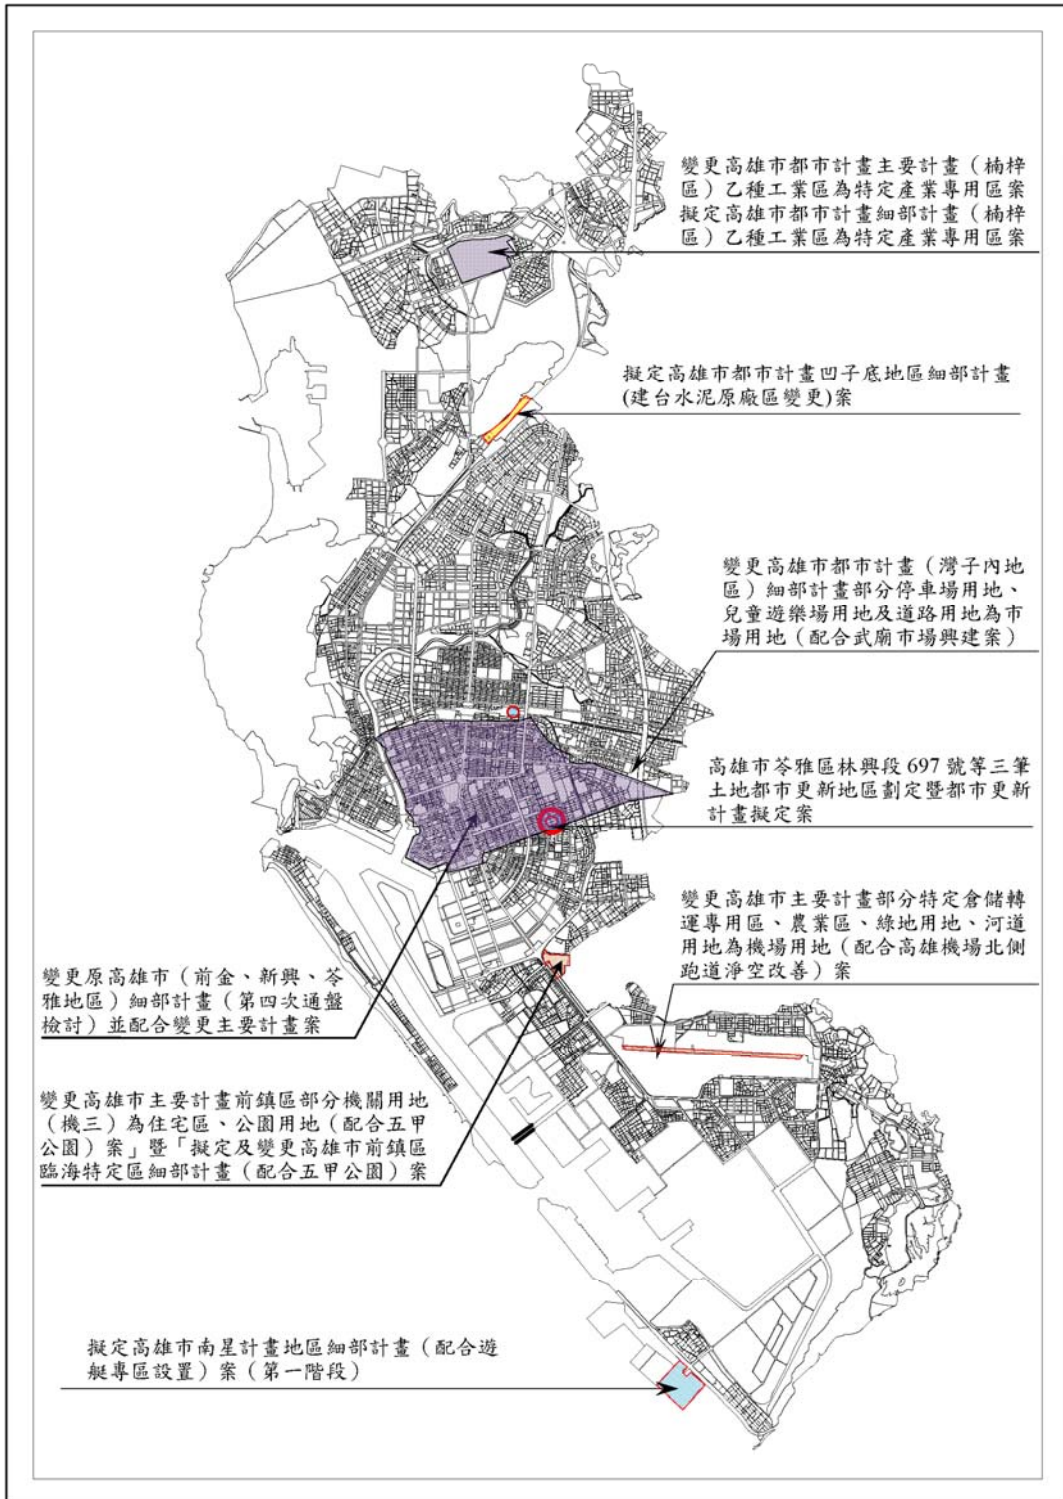 變更高雄市都市計畫主要計畫（楠梓
區）乙種工業區為特定產業專用區案
擬定高雄市都市計畫細部計畫（楠梓
區）乙種工業區為特定產業專用區案
擬定高雄市都市計畫凹子底地區細部計畫
(建台水泥原廠區變更)案
變更高雄市都市計畫（灣子內地
區）細部計畫部分停車場用地、
兒童遊樂場用地及道路用地為市
場用地（配合武廟市場興建案）
高雄市苓雅區林興段 697 號等三筆
土地都市更新地區劃定暨都市更新
計畫擬定案
變更高雄市主要計畫部分特定倉儲轉
運專用區、農業區、綠地用地、河道
用地為機場用地（配合高雄機場北側
跑道淨空改善）案
變更原高雄市（前金、新興、苓
雅地區）細部計畫（第四次通盤
檢討）並配合變更主要計畫案
變更高雄市主要計畫前鎮區部分機關用地
（機三）為住宅區、公園用地（配合五甲
公園）案」暨「擬定及變更高雄市前鎮區
臨海特定區細部計畫（配合五甲公園）案
擬定高雄市南星計畫地區細部計畫（配合遊
艇專區設置）案（第一階段）